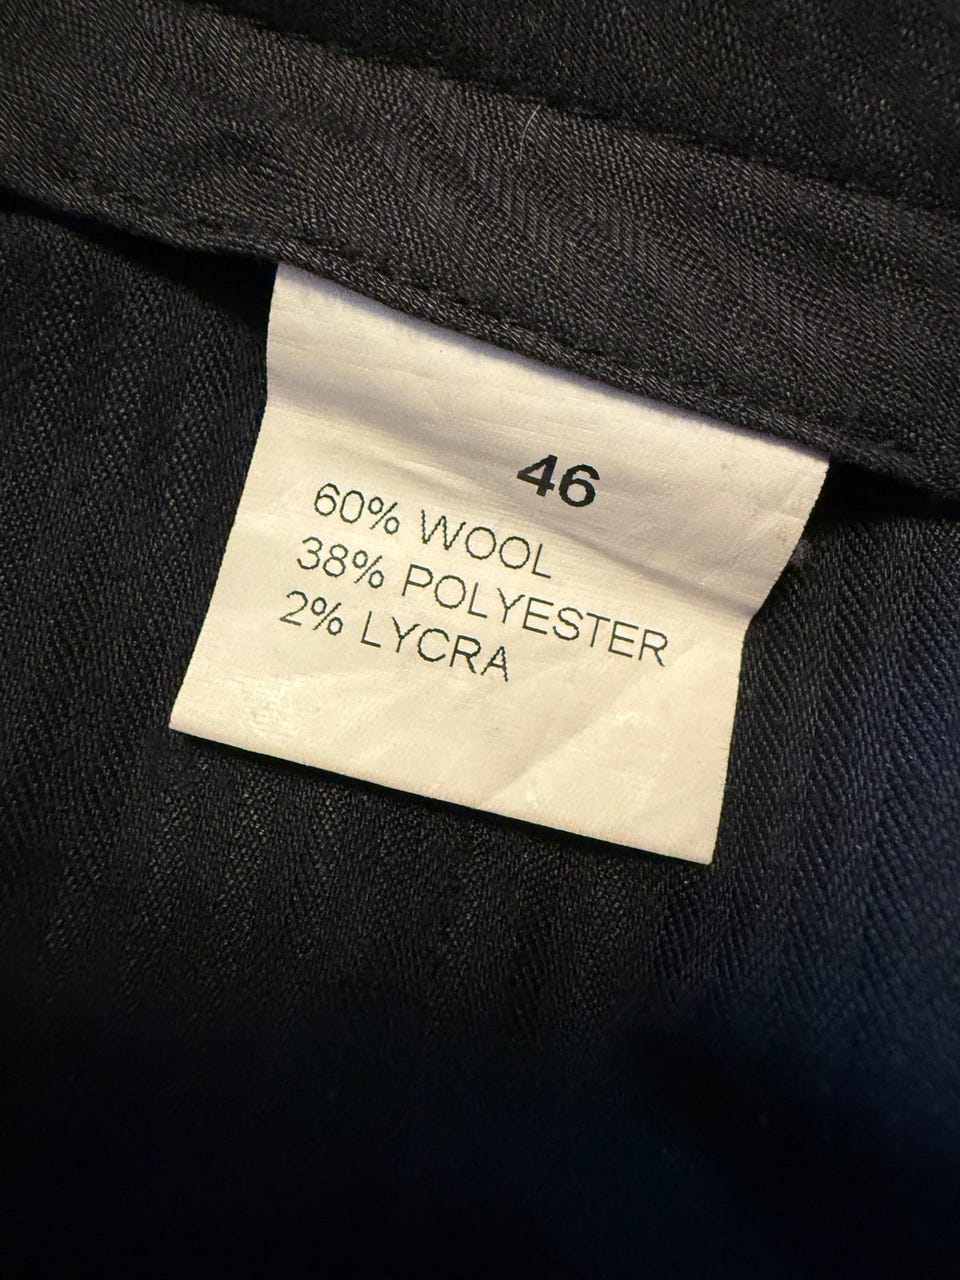 46
60% WOOL
38% POLYESTER
2% LYCRA